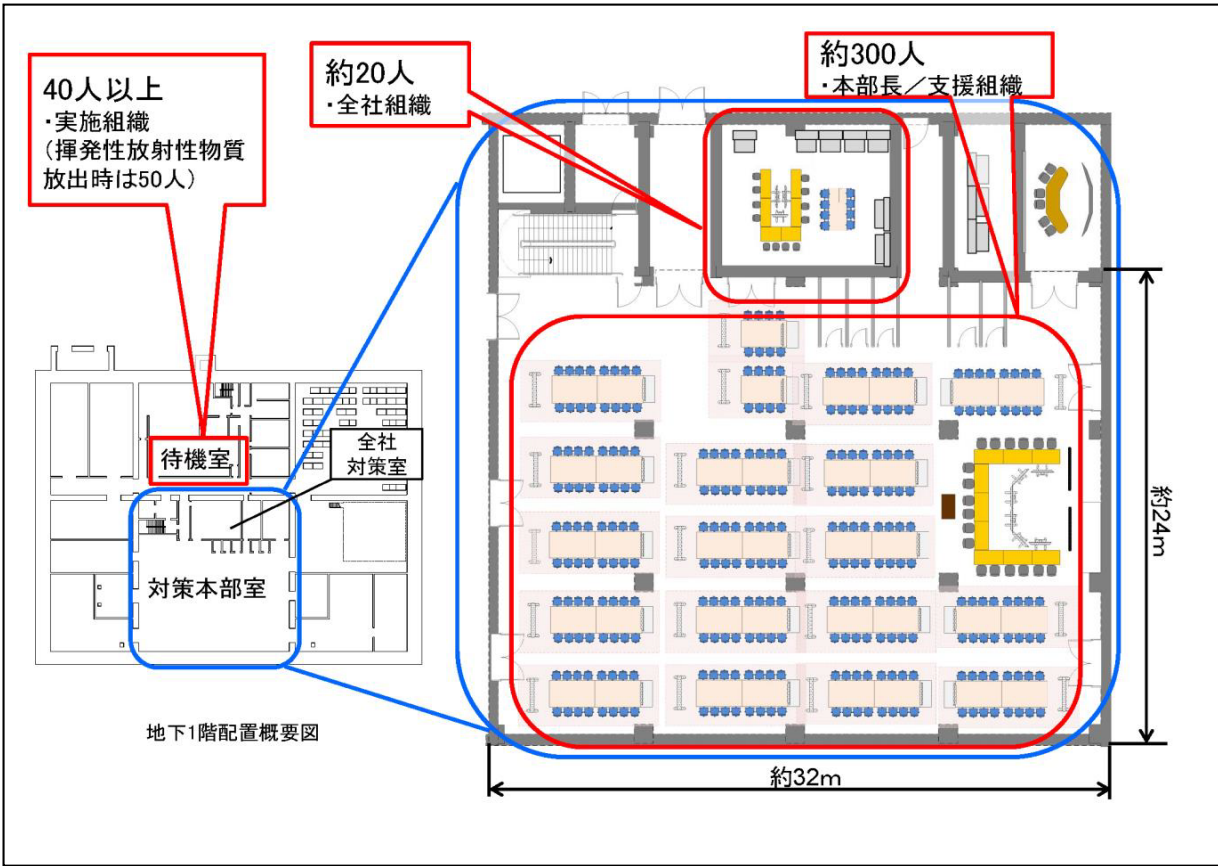 40人以上
・実施組織
(揮発性放射性物質
放出時は50人)
約20人
・全社組織
約300人
・本部長／支援組織
待機室
全社
対策室
対策本部室
地下1階配置概要図
約24m
約32m